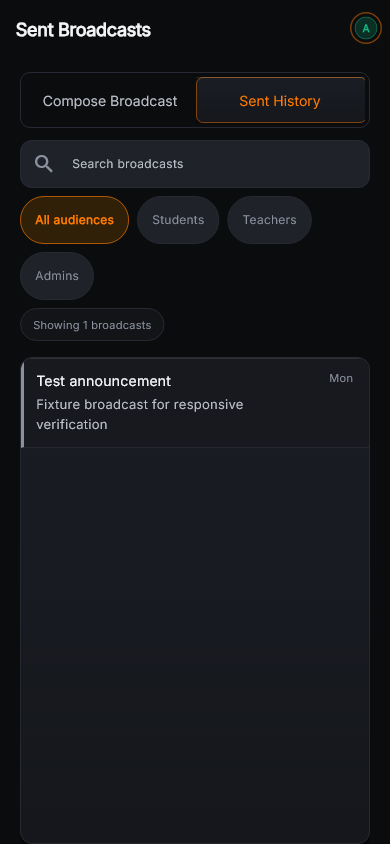 Sent Broadcasts
A
Compose Broadcast
Sent History
Search broadcasts
All audiences
Students
Teachers
Admins
Showing 1 broadcasts
Test announcement
Mon
Fixture broadcast for responsive
verification